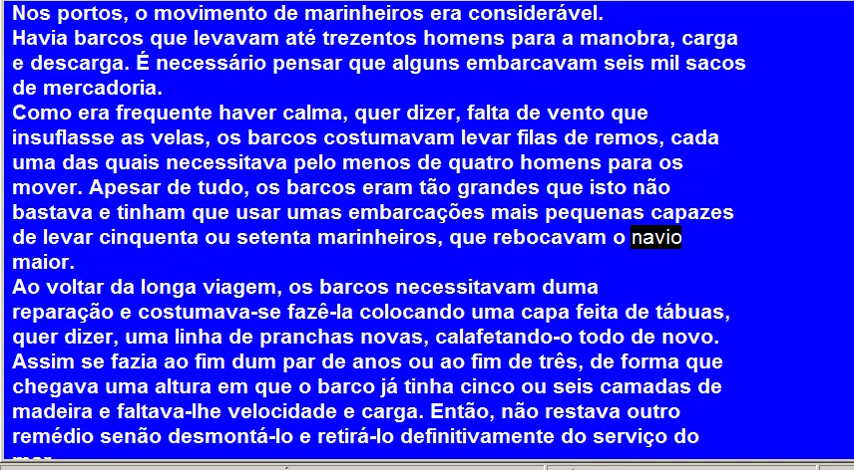 Nos portos, o movimento de marinheiros era considerável.
Havia barcos que levavam até trezentos homens para a manobra, carga
e descarga. É necessário pensar que alguns embarcavam seis mil sacos
de mercadoria.
Como era frequente haver calma, quer dizer, falta de vento que
insuflasse as velas, os barcos costumavam levar filas de remos, cada
uma das quais necessitava pelo menos de quatro homens para os
mover. Apesar de tudo, os barcos eram tão grandes que isto não
bastava e tinham que usar umas embarcações mais pequenas capazes
de levar cinquenta ou setenta marinheiros, que rebocavam o navio
maior.
Ao voltar da longa viagem, os barcos necessitavam duma
reparação e costumava-se fazê-la colocando uma capa feita de tábuas,
quer dizer, uma linha de pranchas novas, calafetando-o todo de novo.
Assim se fazia ao fim dum par de anos ou ao fim de três, de forma que
chegava uma altura em que o barco já tinha cinco ou seis camadas de
madeira e faltava-lhe velocidade e carga. Então, não restava outro
remédio senão desmontá-lo e retirá-lo definitivamente do serviço do